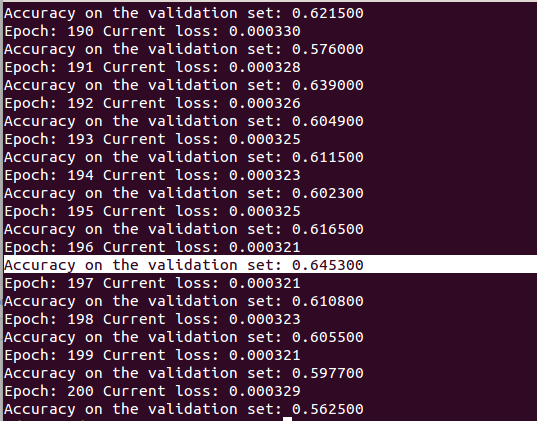 Accuracy on the validation set: 0.621500
Epoch: 190 Current loss: 0.000330
Accuracy on the validation set: 0.576000
Epoch: 191 Current loss: 0.000328
Accuracy on the validation set: 0.639000
Epoch: 192 Current loss: 0.000326
Accuracy on the validation set: 0.604900
Epoch: 193 Current loss: 0.000325
Accuracy on the validation set: 0.611500
Epoch: 194 Current loss: 0.000323
Accuracy on the validation set: 0.602300
Epoch: 195 Current loss: 0.000325
Accuracy on the validation set: 0.616500
Epoch: 196 Current loss: 0.000321
Accuracy on the validation set: 0.645300
Epoch: 197 Current loss: 0.000321
Accuracy on the validation set: 0.610800
Epoch: 198 Current loss: 0.000323
Accuracy on the validation set: 0.605500
Epoch: 199 Current loss: 0.000321
Accuracy on the validation set: 0.597700
Epoch: 200 Current loss: 0.000329
Accuracy on the validation set: 0.562500